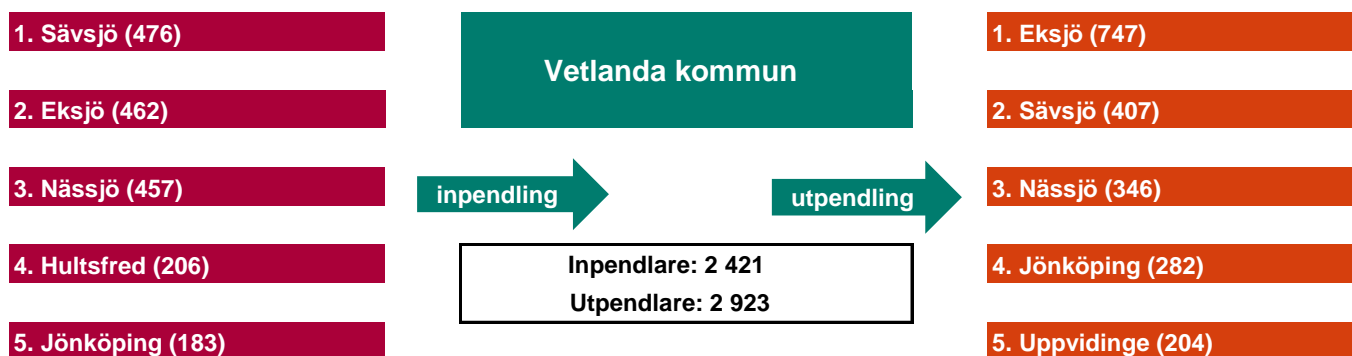 1. Sävsjö (476)
2. Eksjö (462)
3. Nässjö (457)
4. Hultsfred (206)
5. Jönköping (183)
Vetlanda kommun
inpendling
utpendling
Inpendlare: 2 421
Utpendlare: 2 923
1. Eksjö (747)
2. Sävsjö (407)
3. Nässjö (346)
4. Jönköping (282)
5. Uppvidinge (204)